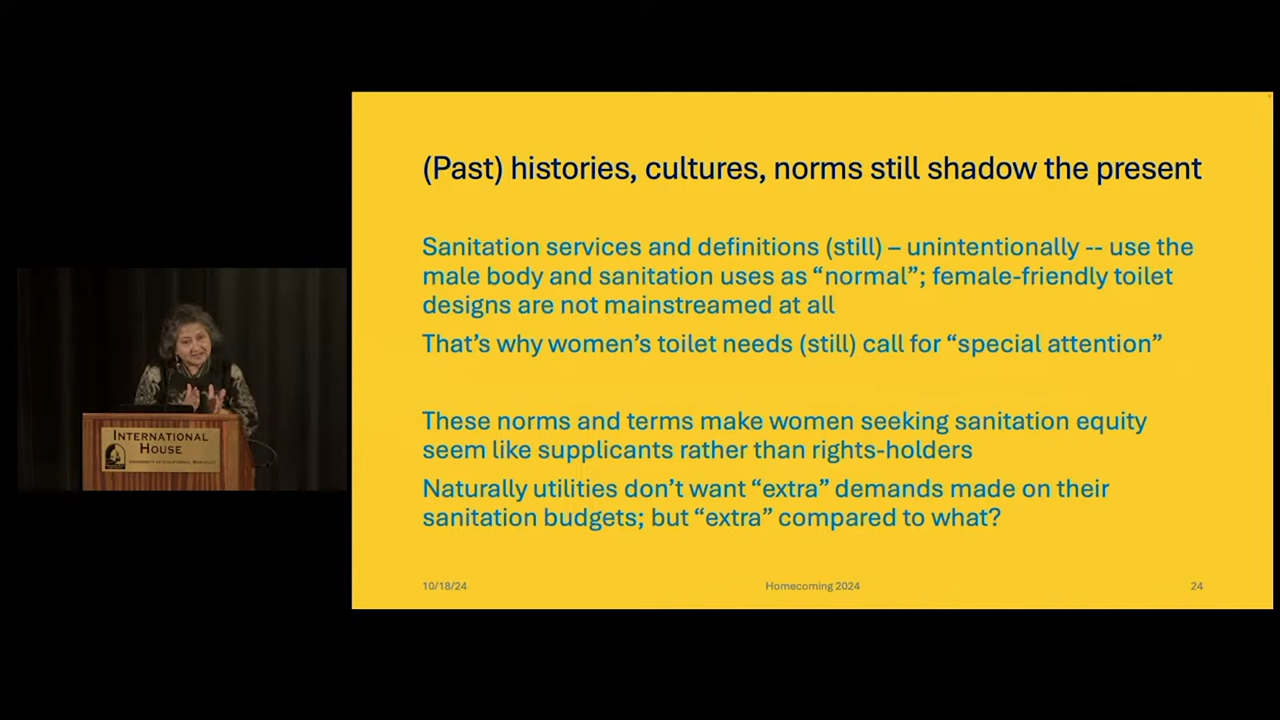 (Past) histories, cultures, norms still shadow the present
Sanitation services and definitions (still) – unintentionally -- use the
male body and sanitation uses as “normal”; female-friendly toilet
designs are not mainstreamed at all
That’s why women’s toilet needs (still) call for “special attention”
These norms and terms make women seeking sanitation equity
seem like supplicants rather than rights-holders
Naturally utilities don’t want “extra” demands made on their
sanitation budgets; but “extra” compared to what?
10/18/24
Homecoming 2024
24
INTERNATIONAL
HOUSE
UNIVERSITY OF CALIFORNIA, BERKELEY